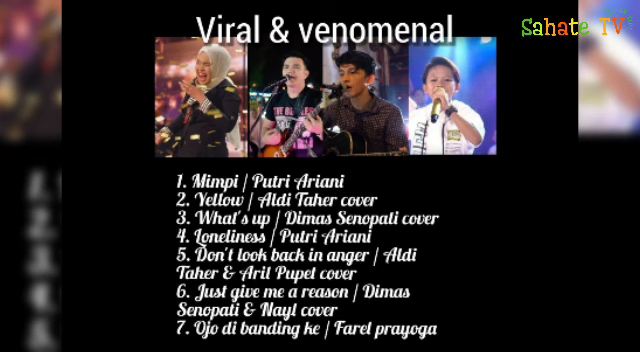 Viral & venomenal
Sahate TV
1. Mimpi / Putri Ariani
2. Yellow / Aldi Taher cover
3. What's up / Dimas Senopati cover
4. Loneliness / Putri Ariani
5. Don't look back in anger / Aldi
Taher & Aril Pupet cover
6. Just give me a reason / Dimas
Senopati & Nayl cover
7. Ojo di banding ke / Farel prayoga